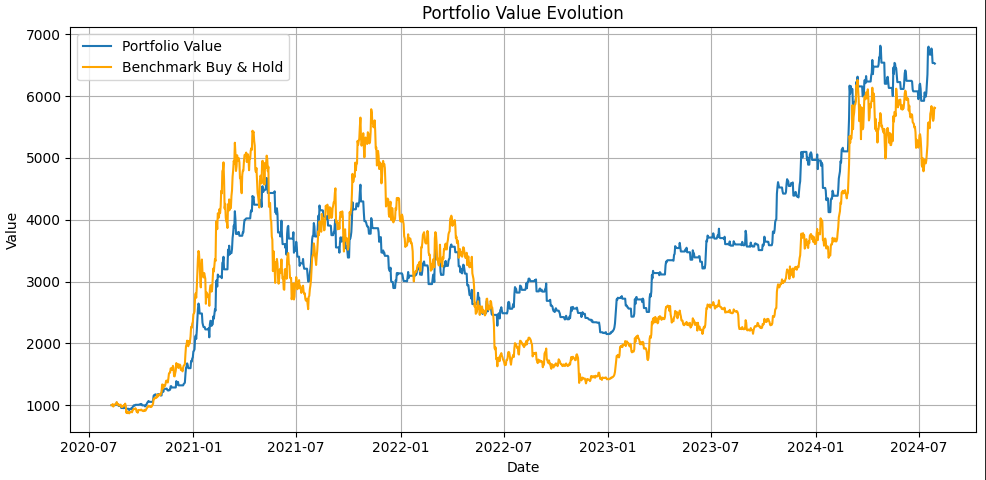 Portfolio Value Evolution
Portfolio Value
Benchmark Buy & Hold
7000
6000
5000
4000
3000
2000
1000
Value
2020-07 2021-01 2021-07 2022-01 2022-07 2023-01 2023-07 2024-01 2024-07
Date